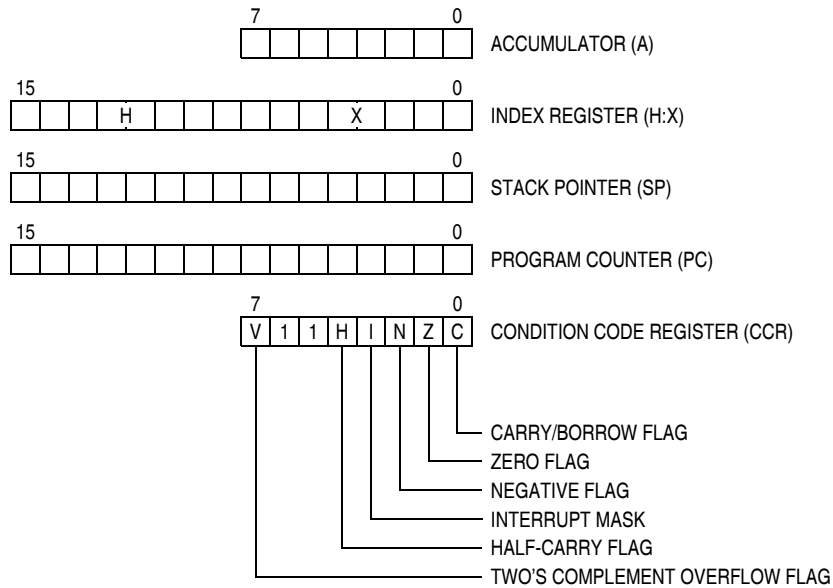 7 0
ACCUMULATOR (A)
15 0
H X INDEX REGISTER (H:X)
15 0
STACK POINTER (SP)
15 0
PROGRAM COUNTER (PC)
7 0
V 1 1 H I N Z C CONDITION CODE REGISTER (CCR)
CARRY/BORROW FLAG
ZERO FLAG
NEGATIVE FLAG
INTERRUPT MASK
HALF-CARRY FLAG
TWO'S COMPLEMENT OVERFLOW FLAG